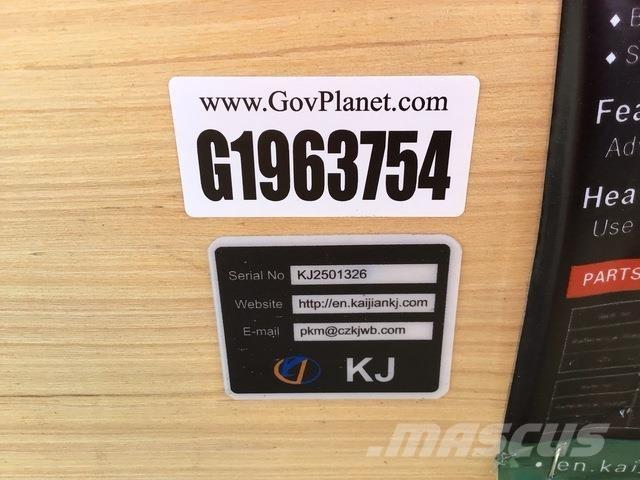 www.GovPlanet.com
G1963754
Serial No KJ2501326
Website http://en.kaijiankj.com
E-mail pkm@czkjwb.com
KJ
Fea
Ad
Hea
Use
PARTS
en.kai
MASCUS